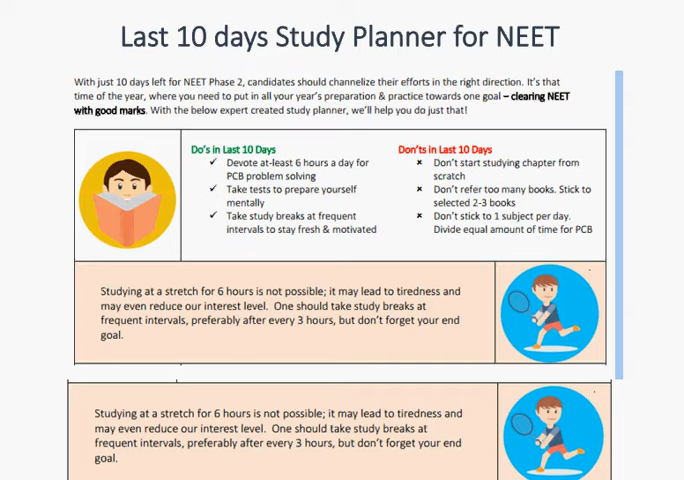 Last 10 days Study Planner for NEET
With just 10 days left for NEET Phase 2, candidates should channelize their efforts in the right direction. It's that
time of the year, where you need to put in all your year's preparation & practice towards one goal – clearing NEET
with good marks. With the below expert created study planner, we'll help you do just that!
Do's in Last 10 Days
✓ Devote at-least 6 hours a day for
PCB problem solving
✓ Take tests to prepare yourself
mentally
✓ Take study breaks at frequent
intervals to stay fresh & motivated
Don'ts in Last 10 Days
× Don't start studying chapter from
scratch
× Don't refer too many books. Stick to
selected 2-3 books
× Don't stick to 1 subject per day.
Divide equal amount of time for PCB
Studying at a stretch for 6 hours is not possible; it may lead to tiredness and
may even reduce our interest level. One should take study breaks at
frequent intervals, preferably after every 3 hours, but don't forget your end
goal.
Studying at a stretch for 6 hours is not possible; it may lead to tiredness and
may even reduce our interest level. One should take study breaks at
frequent intervals, preferably after every 3 hours, but don't forget your end
goal.